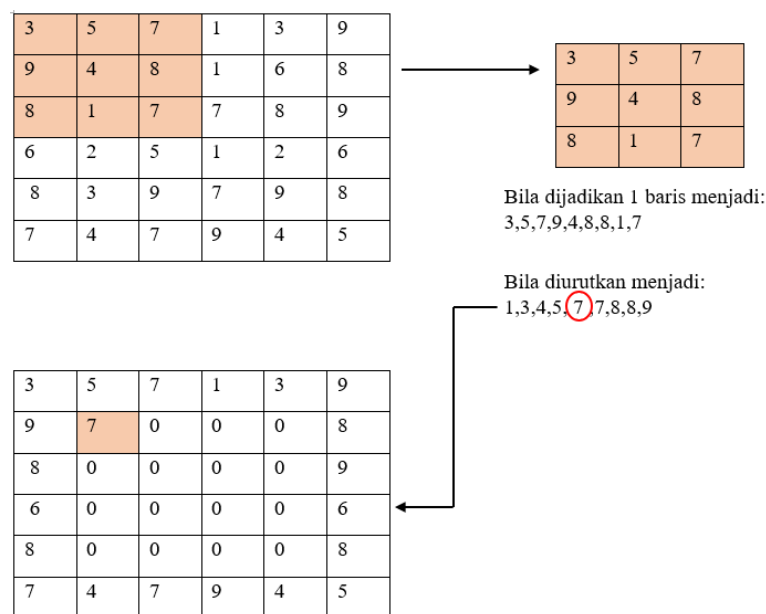 3 5 7 1 3 9
9 4 8 1 6 8
8 1 7 7 8 9
6 2 5 1 2 6
8 3 9 7 9 8
7 4 7 9 4 5
3 5 7
9 4 8
8 1 7
Bila dijadikan 1 baris menjadi:
3,5,7,9,4,8,8,1,7
Bila diurutkan menjadi:
1,3,4,5,7,7,8,8,9
3 5 7 1 3 9
9 7 0 0 0 8
8 0 0 0 0 9
6 0 0 0 0 6
8 0 0 0 0 8
7 4 7 9 4 5